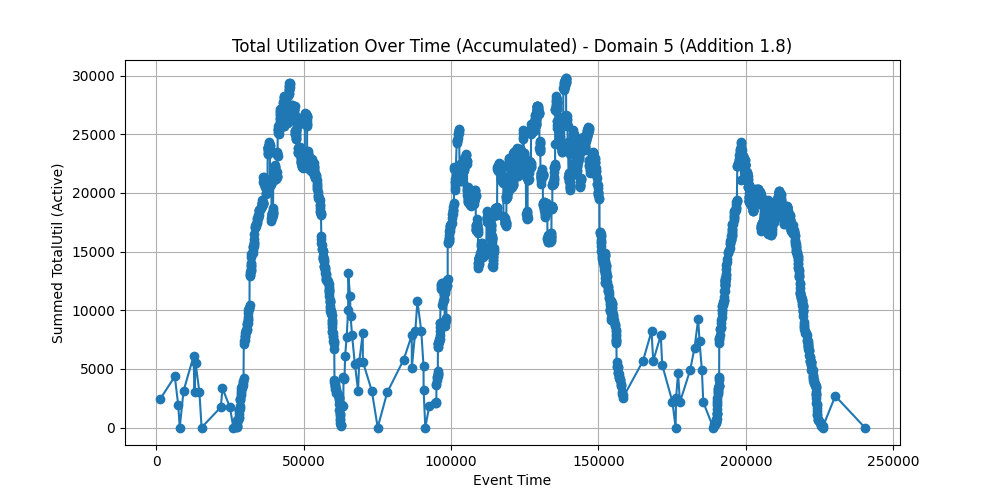 Total Utilization Over Time (Accumulated) - Domain 5 (Addition 1.8)
30000
25000
20000
15000
10000
5000
0
Summed TotalUtil (Active)
0 50000 100000 150000 200000 250000
Event Time